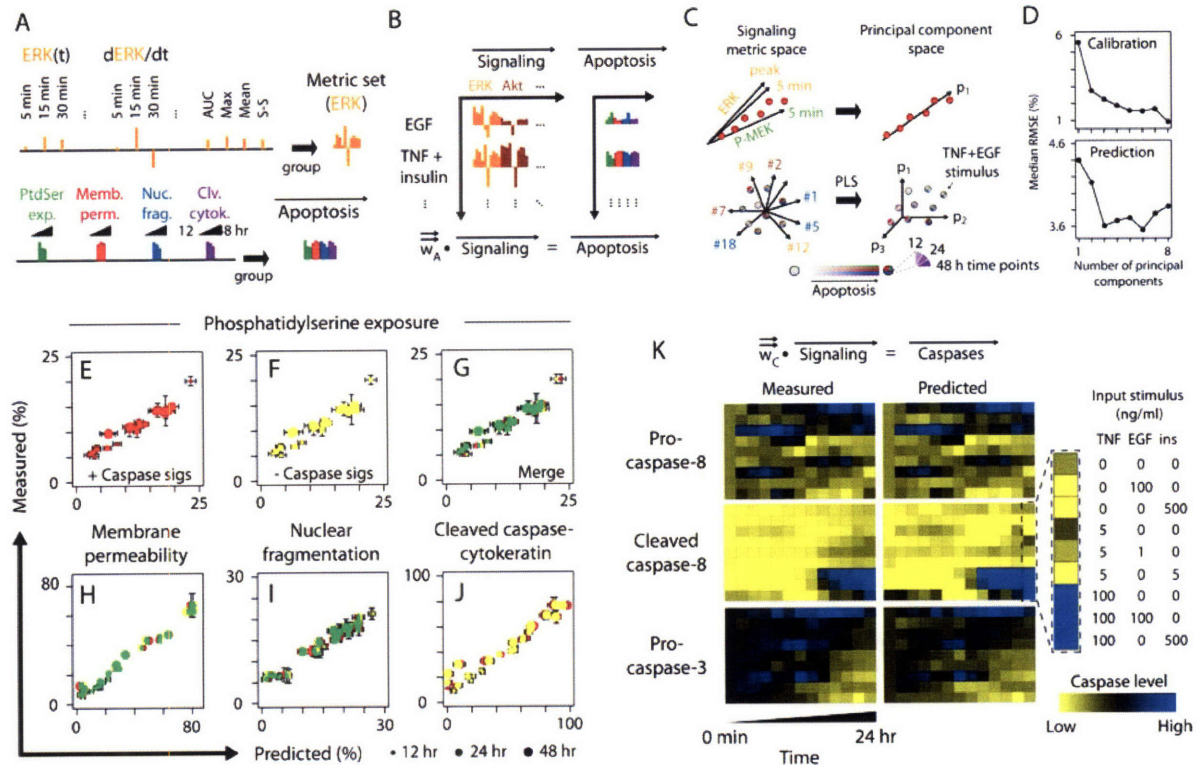 A
ERK(t)
dERK/dt
5 min
15 min
30 min
...
5 min
15 min
30 min
...
AUC
Max
Mean
S-S
Metric set
(ERK)
group
PtdSer
exp.
Memb.
perm.
Nuc.
frag.
Clv.
cytok.
12
48 hr
Apoptosis
group
B
Signaling
Apoptosis
ERK Akt ...
EGF
TNF +
insulin
w_A • Signaling = Apoptosis
C
Signaling
metric space
Principal component
space
peak
5 min
ERK
5 min
P-MEK
p1
#9
#2
#1
#7
#5
#18
#12
PLS
TNF+EGF
stimulus
p1
p2
p3
12
24
48 h time points
Apoptosis
D
6
Calibration
1
Median RMSE (%)
4.6
Prediction
3.6
1
8
Number of principal
components
Phosphatidylserine exposure
Measured (%)
25
E
+ Caspase sigs
0
0
25
25
F
- Caspase sigs
0
0
25
25
G
Merge
0
0
25
Membrane
permeability
80
H
0
0
80
Nuclear
fragmentation
30
I
0
0
30
Cleaved caspase-
cytokeratin
100
J
0
0
100
Predicted (%)
• 12 hr
• 24 hr
• 48 hr
K
w_C • Signaling = Caspases
Measured
Predicted
Pro-
caspase-8
Cleaved
caspase-8
Pro-
caspase-3
0 min
24 hr
Time
Input stimulus
(ng/ml)
TNF EGF ins
0 0 0
0 100 0
0 0 500
5 0 0
5 1 0
5 0 5
100 0 0
100 100 0
100 0 500
Caspase level
Low
High